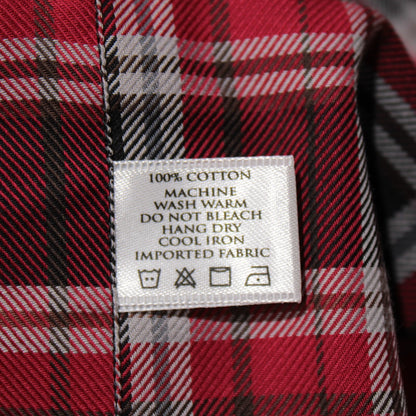 100% COTTON
MACHINE
WASH WARM
DO NOT BLEACH
HANG DRY
COOL IRON
IMPORTED FABRIC